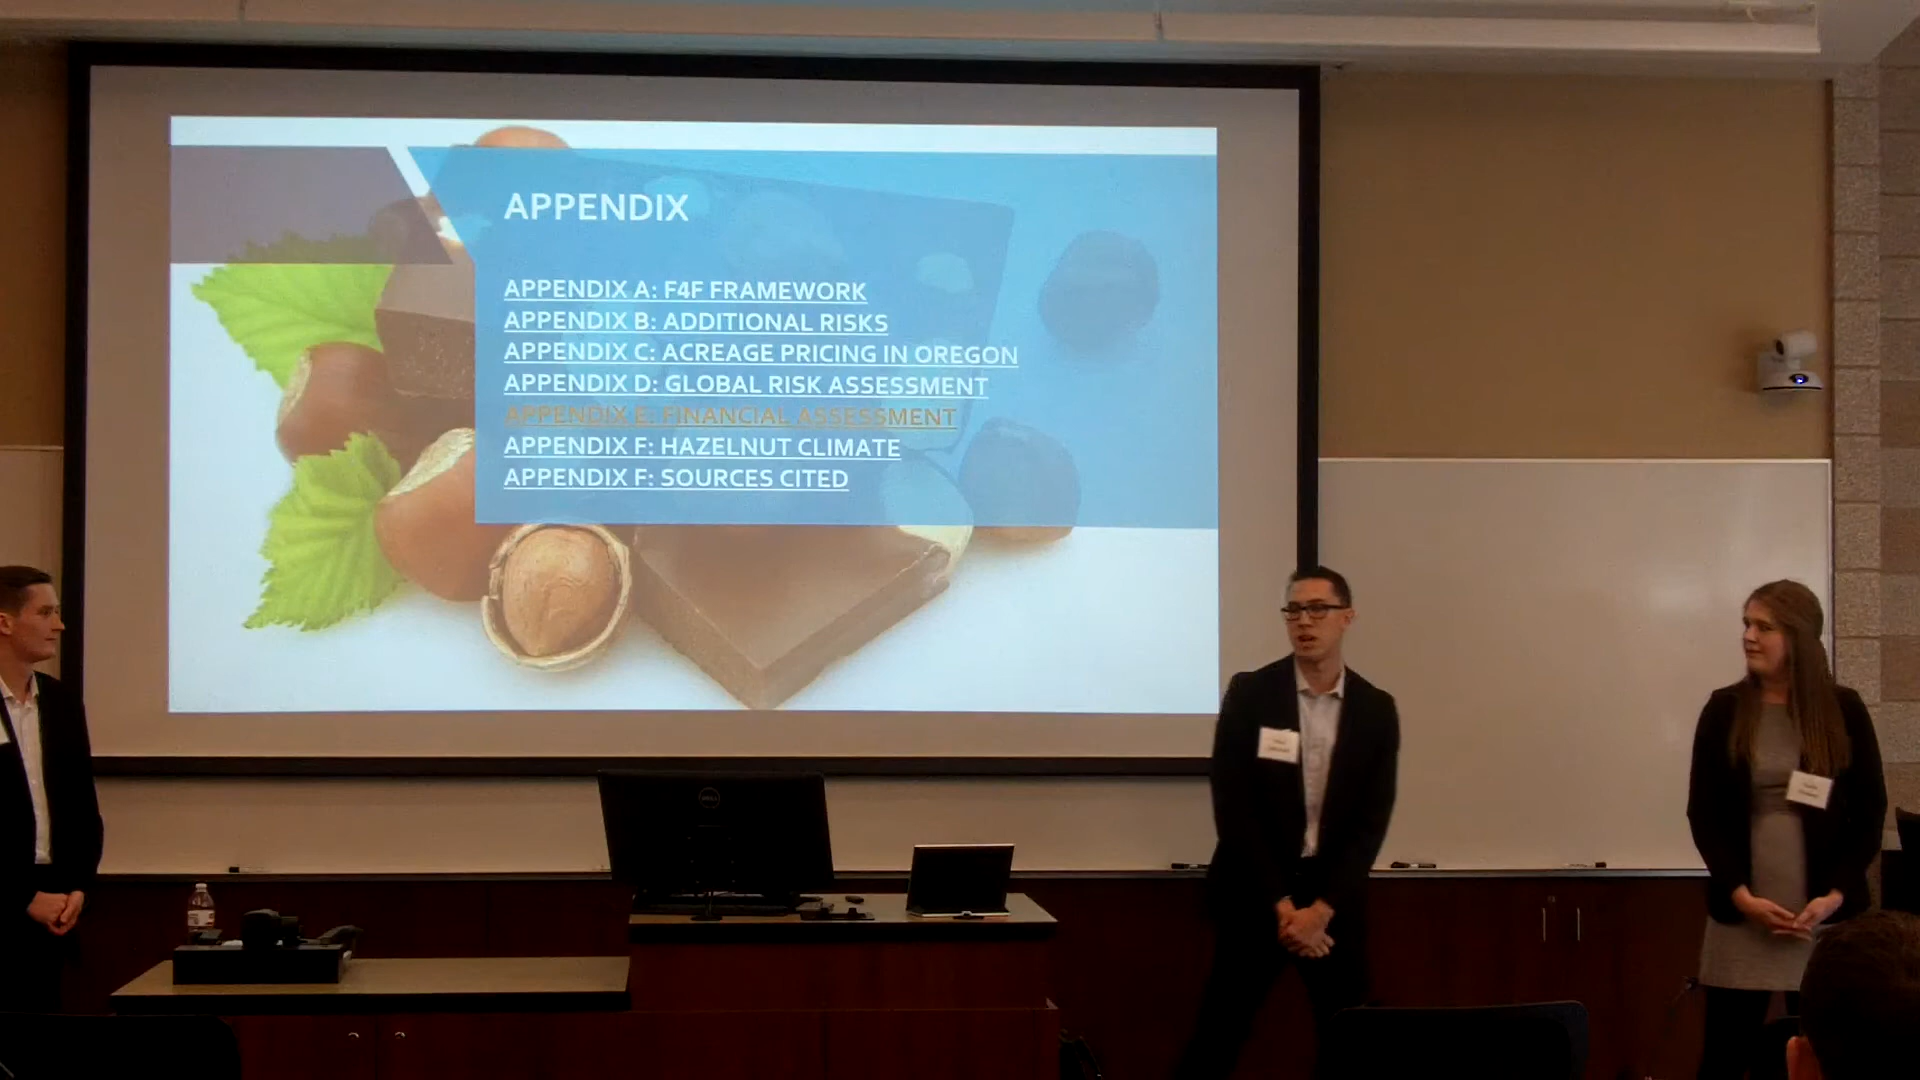 APPENDIX
APPENDIX A: F4F FRAMEWORK
APPENDIX B: ADDITIONAL RISKS
APPENDIX C: ACREAGE PRICING IN OREGON
APPENDIX D: GLOBAL RISK ASSESSMENT
APPENDIX E: FINANCIAL ASSESSMENT
APPENDIX F: HAZELNUT CLIMATE
APPENDIX F: SOURCES CITED
DELL